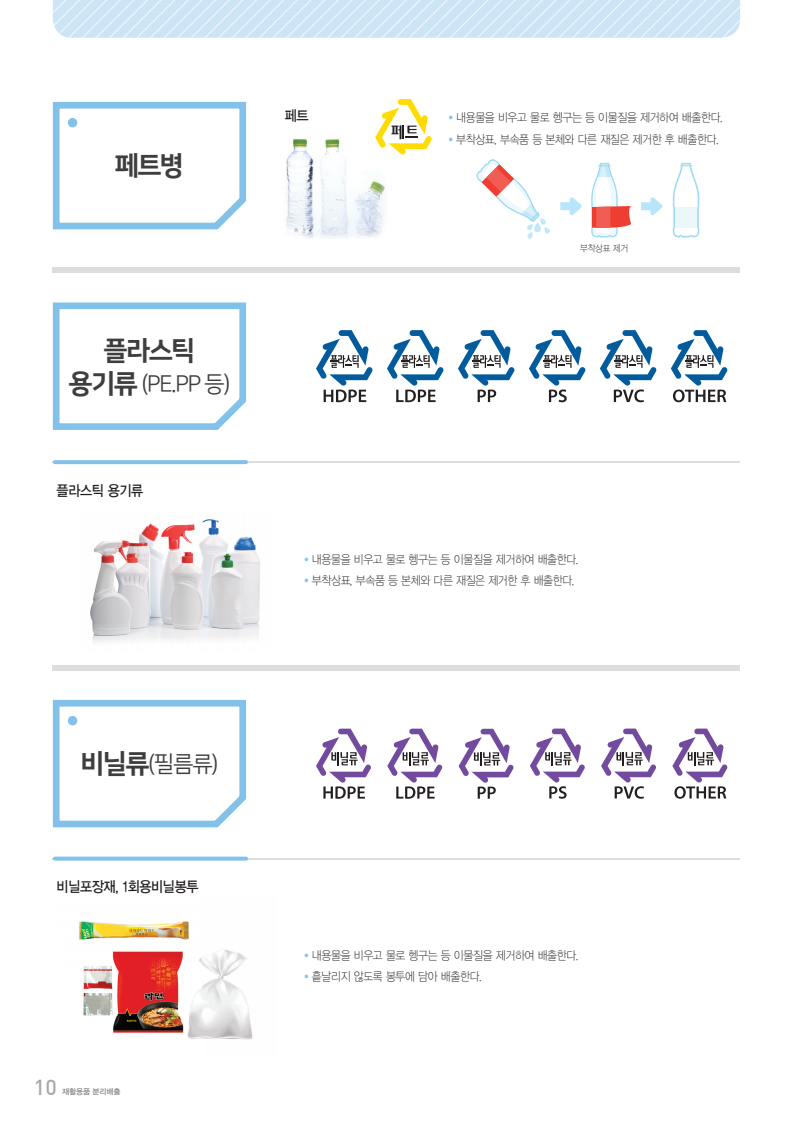 페트병
페트
페트
• 내용물을 비우고 물로 헹구는 등 이물질을 제거하여 배출한다.
• 부착상표, 부속품 등 본체와 다른 재질은 제거한 후 배출한다.
부착상표 제거
플라스틱
용기류 (PE.PP 등)
플라스틱 플라스틱 플라스틱 플라스틱 플라스틱 플라스틱
HDPE LDPE PP PS PVC OTHER
플라스틱 용기류
• 내용물을 비우고 물로 헹구는 등 이물질을 제거하여 배출한다.
• 부착상표, 부속품 등 본체와 다른 재질은 제거한 후 배출한다.
비닐류(필름류)
비닐류 비닐류 비닐류 비닐류 비닐류 비닐류
HDPE LDPE PP PS PVC OTHER
비닐포장재, 1회용비닐봉투
라면
• 내용물을 비우고 물로 헹구는 등 이물질을 제거하여 배출한다.
• 흩날리지 않도록 봉투에 담아 배출한다.
10 재활용품 분리배출